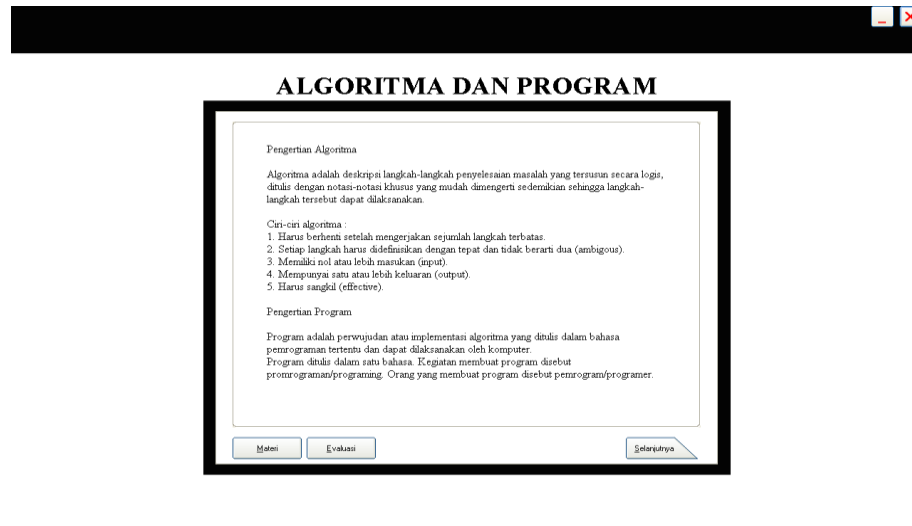 ALGORITMA DAN PROGRAM
Pengertian Algoritma
Algoritma adalah deskripsi langkah-langkah penyelesaian masalah yang tersusun secara logis,
ditulis dengan notasi-notasi khusus yang mudah dimengerti sedemikian sehingga langkah-
langkah tersebut dapat dilaksanakan.
Ciri-ciri algoritma :
1. Harus berhenti setelah mengerjakan sejumlah langkah terbatas.
2. Setiap langkah harus didefinisikan dengan tepat dan tidak berarti dua (ambigous).
3. Memiliki nol atau lebih masukan (input).
4. Mempunyai satu atau lebih keluaran (output).
5. Harus sangkil (effective).
Pengertian Program
Program adalah perwujudan atau implementasi algoritma yang ditulis dalam bahasa
pemrograman tertentu dan dapat dilaksanakan oleh komputer.
Program ditulis dalam satu bahasa. Kegiatan membuat program disebut
promrograman/programing. Orang yang membuat program disebut pemrogram/programer.
Materi Evaluasi Selanjutnya